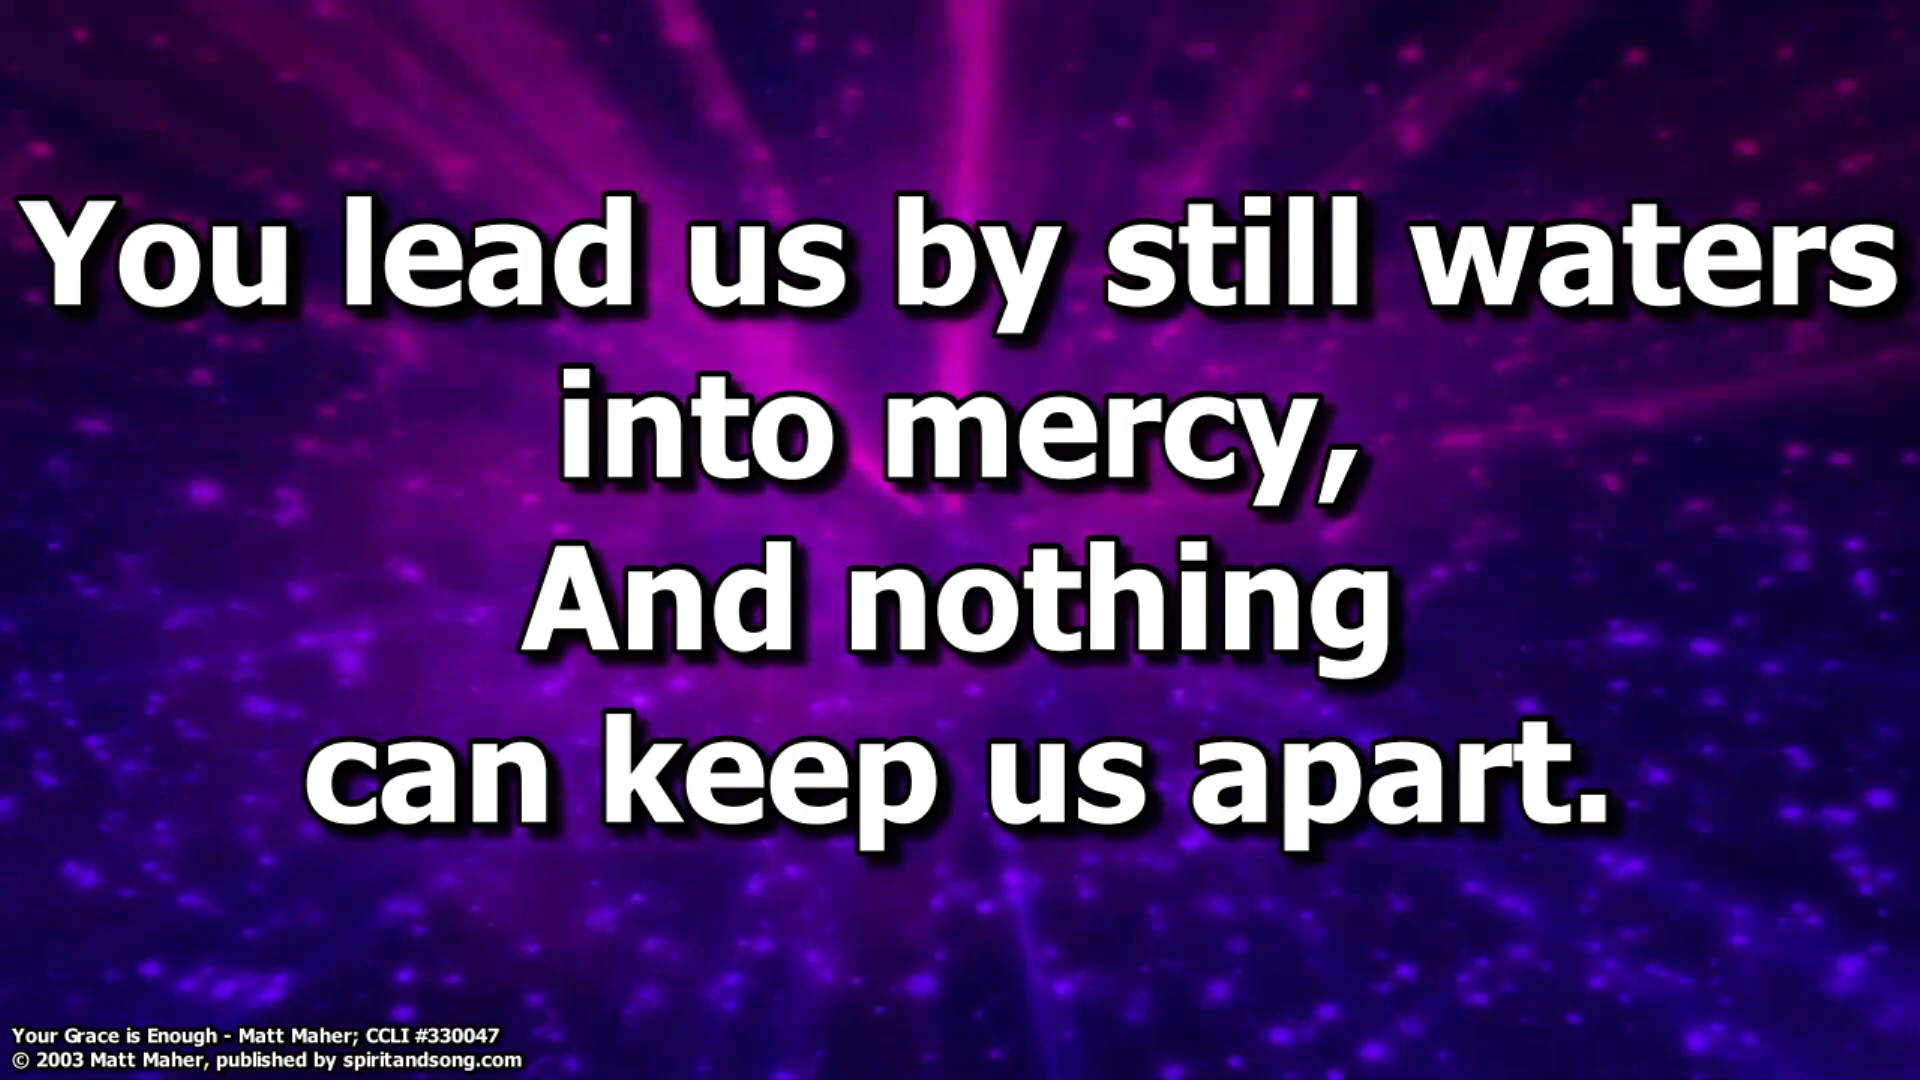 You lead us by still waters
into mercy,
And nothing
can keep us apart.
Your Grace is Enough - Matt Maher; CCLI #330047
© 2003 Matt Maher, published by spiritandsong.com